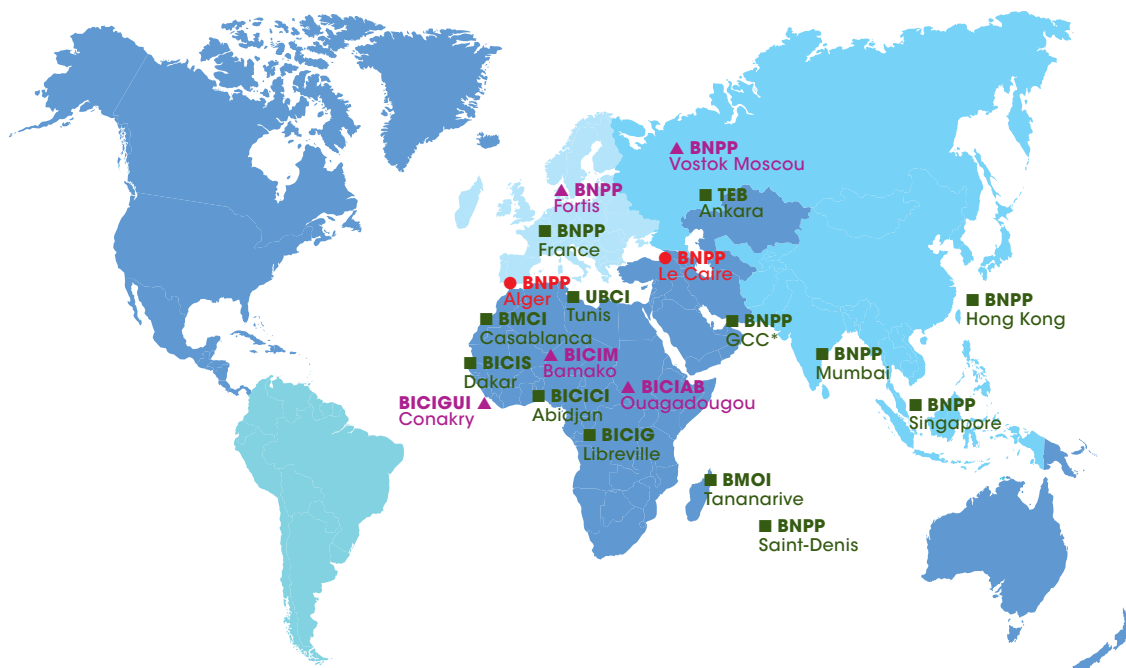 BNPP
Vostok Moscou
BNPP
Fortis
TEB
Ankara
BNPP
France
BNPP
Le Caire
BNPP
Alger
UBCI
Tunis
BNPP
Hong Kong
BMCI
Casablanca
BNPP
GCC*
BICIM
Bamako
BNPP
Mumbai
BICIS
Dakar
BICIAB
Ouagadougou
BICIGUI
Conakry
BICICI
Abidjan
BNPP
Singapore
BICIG
Libreville
BMOI
Tananarive
BNPP
Saint-Denis